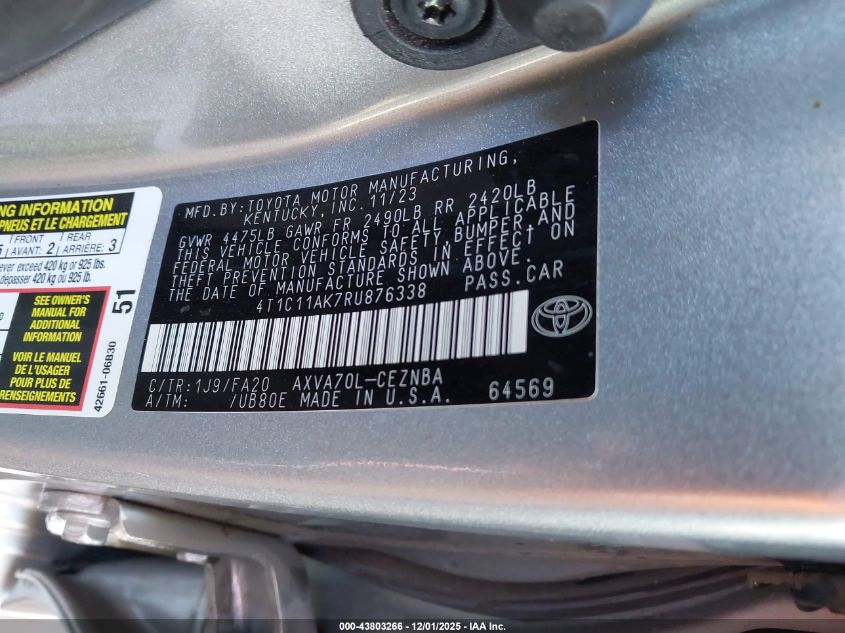 NG INFORMATION
PNEUS ET LE CHARGEMENT
5 FRONT AVANT: 2 REAR ARRIÈRE: 3
ever exceed 420 kg or 925 lbs.
dépasser 420 kg ou 925 lb.
SEE OWNER'S
MANUAL FOR
ADDITIONAL
INFORMATION
VOIR LE MANUEL
DE L'USAGER
POUR PLUS DE
RENSEIGNEMENTS
51
42661-06B30
MFD. BY: TOYOTA MOTOR MANUFACTURING,
KENTUCKY, INC. 11/23
GVWR 4475LB GAWR FR 2490LB RR 2420LB
THIS VEHICLE CONFORMS TO ALL APPLICABLE
FEDERAL MOTOR VEHICLE SAFETY, BUMPER, AND
THEFT PREVENTION STANDARDS IN EFFECT ON
THE DATE OF MANUFACTURE SHOWN ABOVE.
4T1C11AK7RU876338 PASS. CAR
C/TR: 1J9/FA20 AXVA70L-CEZNBA
A/TM: /UB80E MADE IN U.S.A. 64569
000-43803266 - 12/01/2025 - IAA Inc.